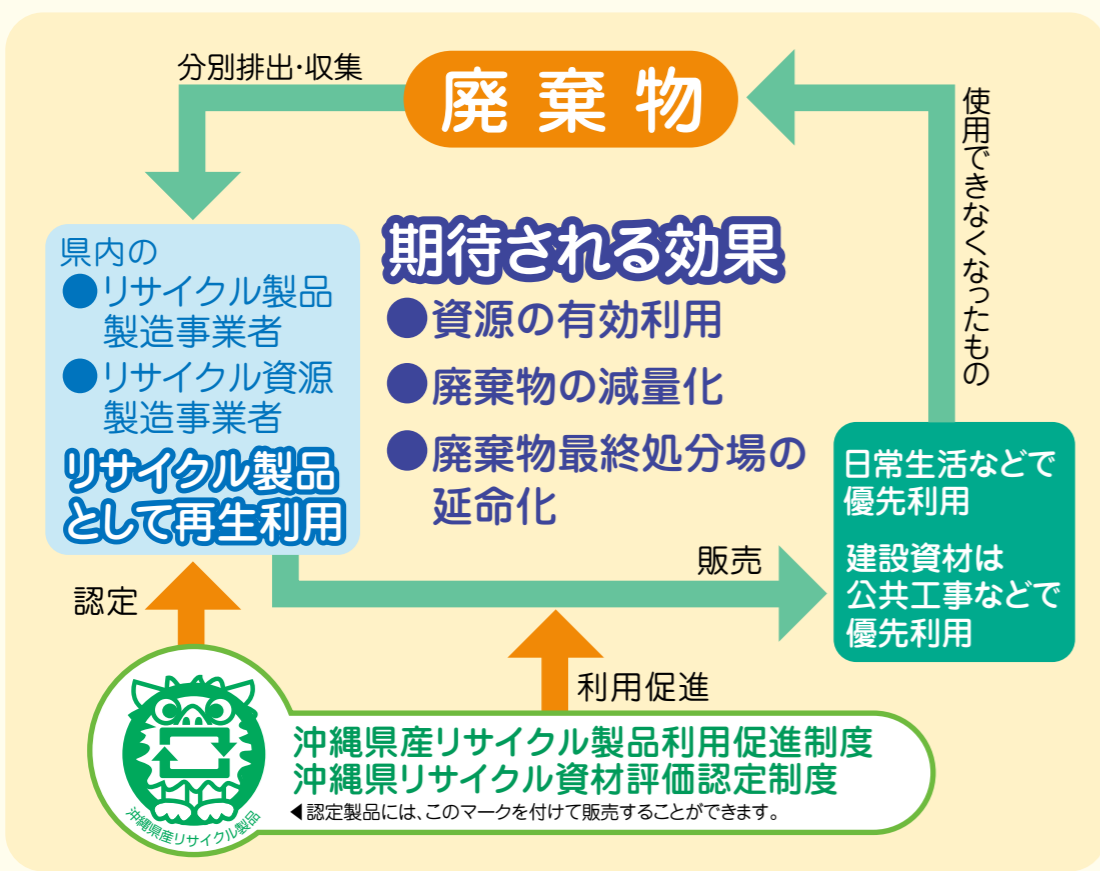 分別排出・収集
廃棄物
使用できなくなったもの
県内の
●リサイクル製品
製造事業者
●リサイクル資源
製造事業者
リサイクル製品
として再生利用
期待される効果
●資源の有効利用
●廃棄物の減量化
●廃棄物最終処分場の
延命化
日常生活などで
優先利用
建設資材は
公共工事などで
優先利用
販売
認定
利用促進
沖縄県産リサイクル製品利用促進制度
沖縄県リサイクル資材評価認定制度
◀認定製品には、このマークを付けて販売することができます。
沖縄県産リサイクル製品